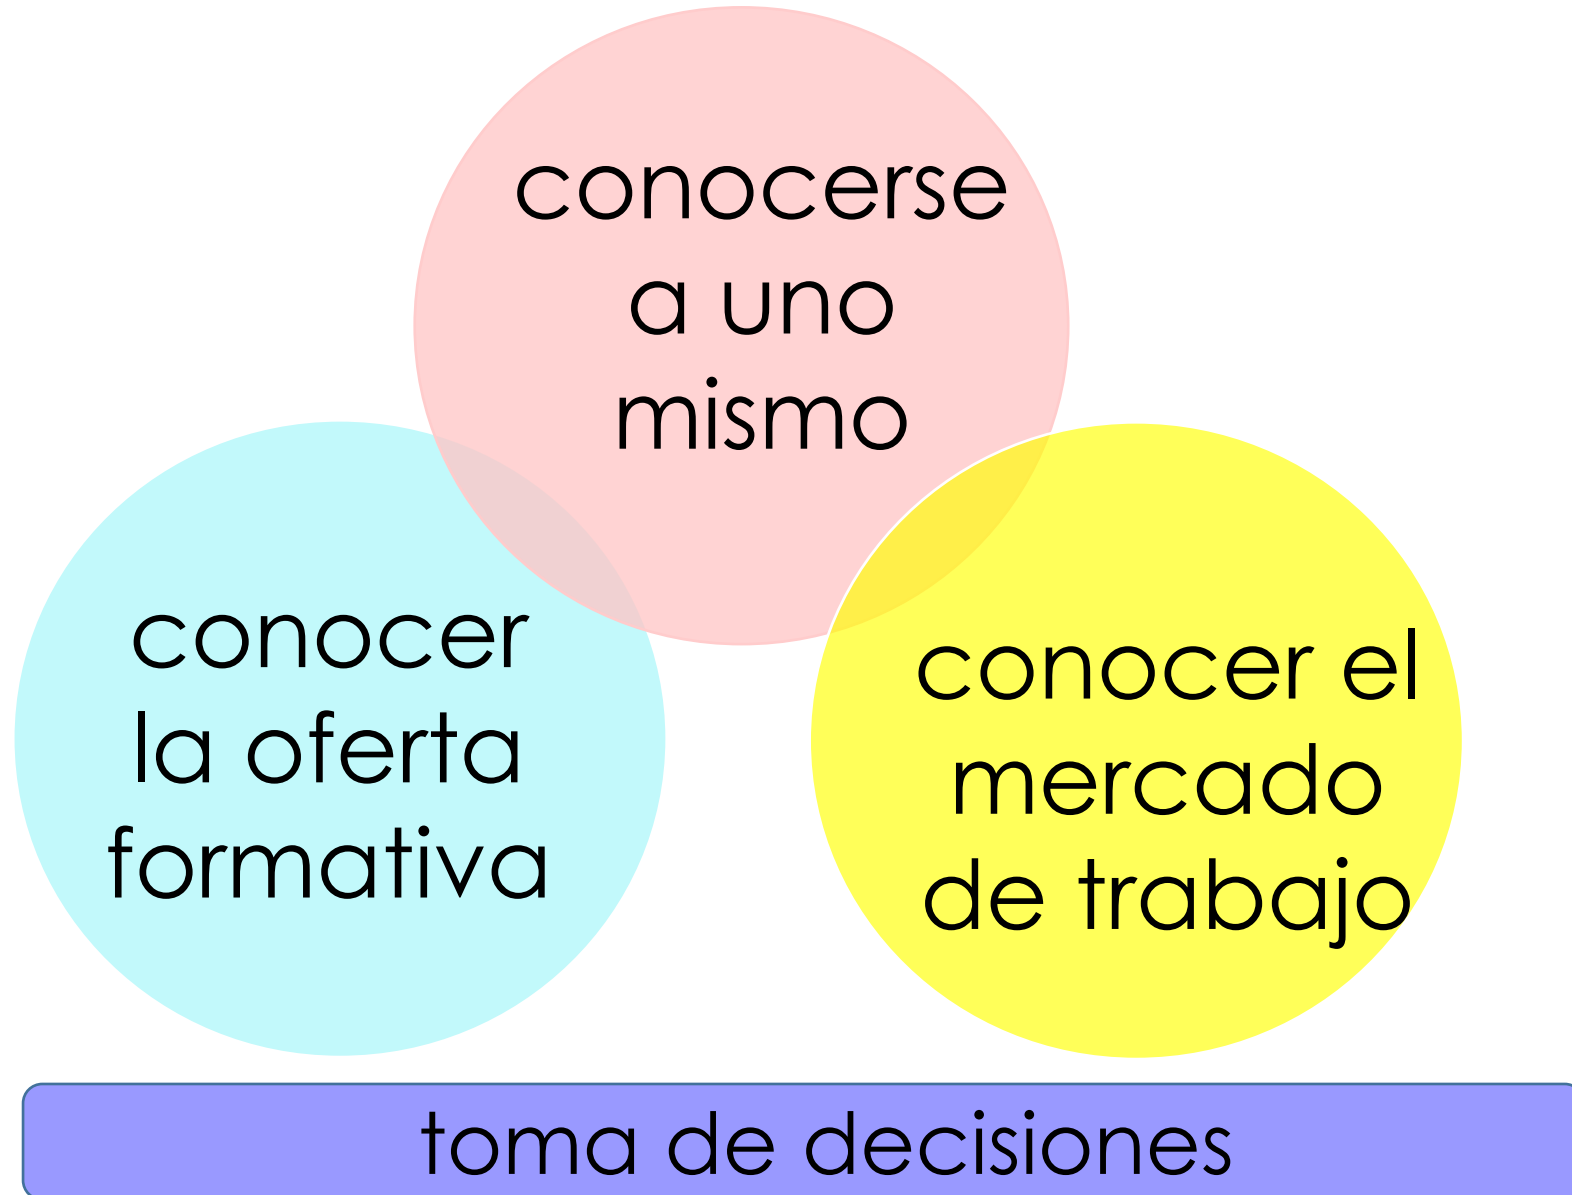 conocerse
a uno
mismo
conocer
la oferta
formativa
conocer el
mercado
de trabajo
toma de decisiones